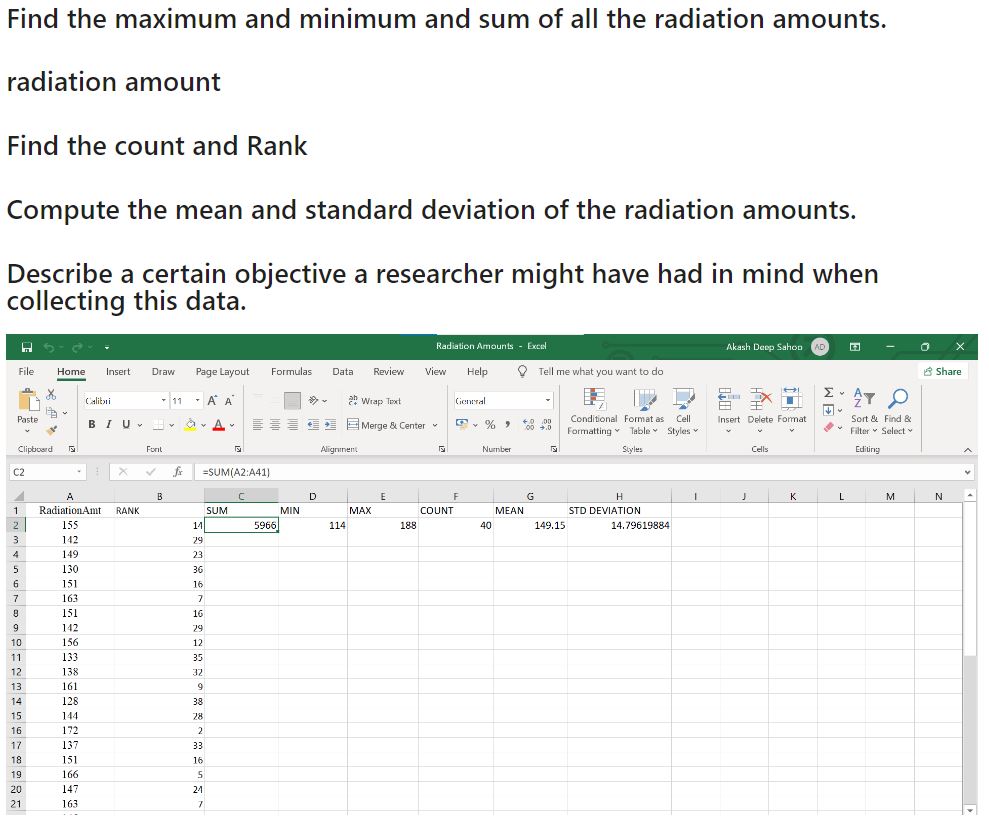 Find the maximum and minimum and sum of all the radiation amounts.
radiation amount
Find the count and Rank
Compute the mean and standard deviation of the radiation amounts.
Describe a certain objective a researcher might have had in mind when
collecting this data.
Radiation Amounts - Excel
Akash Deep Sahoo AD
File Home Insert Draw Page Layout Formulas Data Review View Help Tell me what you want to do Share
Calibri 11 A A Wrap Text General
Paste B I U A Merge & Center $ % , Conditional Formatting Format as Table Cell Styles Insert Delete Format Sort & Filter Find & Select
Clipboard Font Alignment Number Styles Cells Editing
C2 fx =SUM(A2:A41)
A B C D E F G H I J K L M N
1 RadiationAmt RANK SUM MIN MAX COUNT MEAN STD DEVIATION
2 155 14 5966 114 188 40 149.15 14.79619884
3 142 29
4 149 23
5 130 36
6 151 16
7 163 7
8 151 16
9 142 29
10 156 12
11 133 35
12 138 32
13 161 9
14 128 38
15 144 28
16 172 2
17 137 33
18 151 16
19 166 5
20 147 24
21 163 7